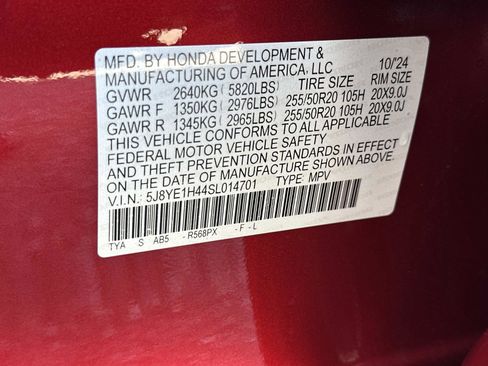 MFD. BY HONDA DEVELOPMENT & 10/24
MANUFACTURING OF AMERICA, LLC
GVWR 2640KG (5820LBS) TIRE SIZE RIM SIZE
GAWR F 1350KG (2976LBS) 255/50R20 105H 20X9.0J
GAWR R 1345KG (2965LBS) 255/50R20 105H 20X9.0J
THIS VEHICLE CONFORMS TO ALL APPLICABLE
FEDERAL MOTOR VEHICLE SAFETY
AND THEFT PREVENTION STANDARDS IN EFFECT
ON THE DATE OF MANUFACTURE SHOWN ABOVE.
V.I.N.: 5J8YE1H44SL014701 TYPE: MPV
TYA S AB5 - R568PX - F - L